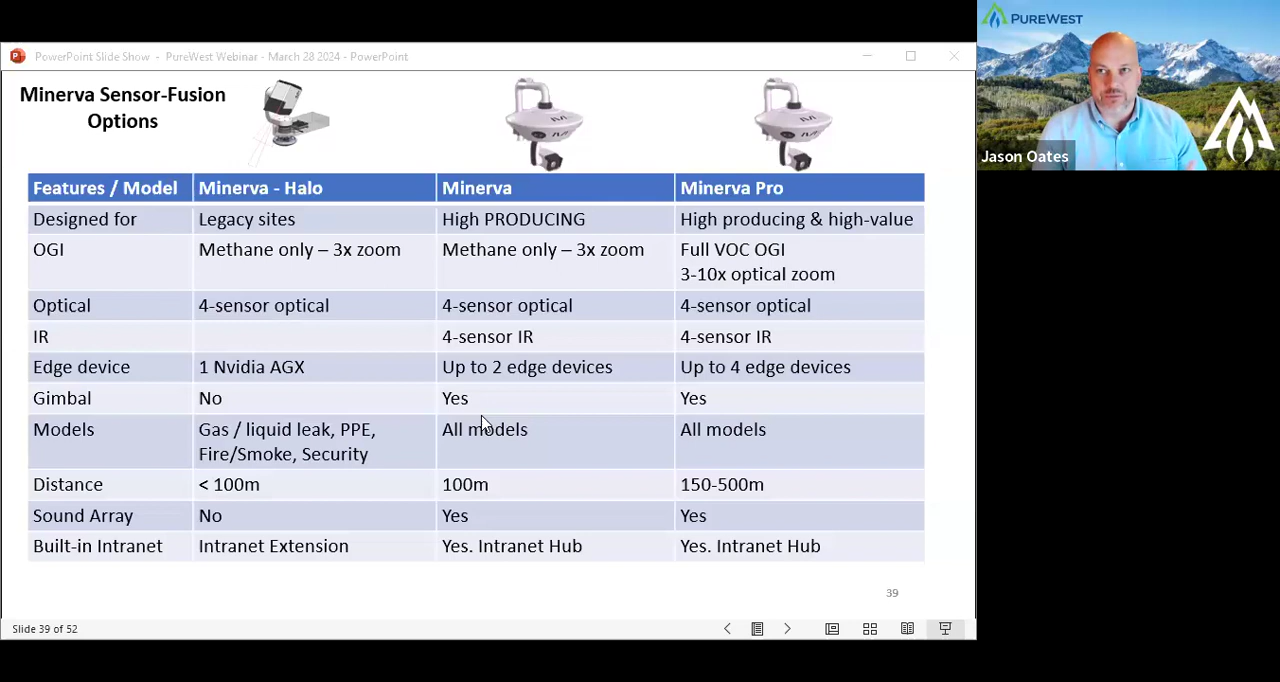 PowerPoint Slide Show - PureWest Webinar - March 28 2024 - PowerPoint
PUREWEST
Jason Oates
Minerva Sensor-Fusion
Options
Features / Model Minerva - Halo Minerva Minerva Pro
Designed for Legacy sites High PRODUCING High producing & high-value
OGI Methane only – 3x zoom Methane only – 3x zoom Full VOC OGI
3-10x optical zoom
Optical 4-sensor optical 4-sensor optical 4-sensor optical
IR 4-sensor IR 4-sensor IR
Edge device 1 Nvidia AGX Up to 2 edge devices Up to 4 edge devices
Gimbal No Yes Yes
Models Gas / liquid leak, PPE, All models All models
Fire/Smoke, Security
Distance < 100m 100m 150-500m
Sound Array No Yes Yes
Built-in Intranet Intranet Extension Yes. Intranet Hub Yes. Intranet Hub
39
Slide 39 of 52